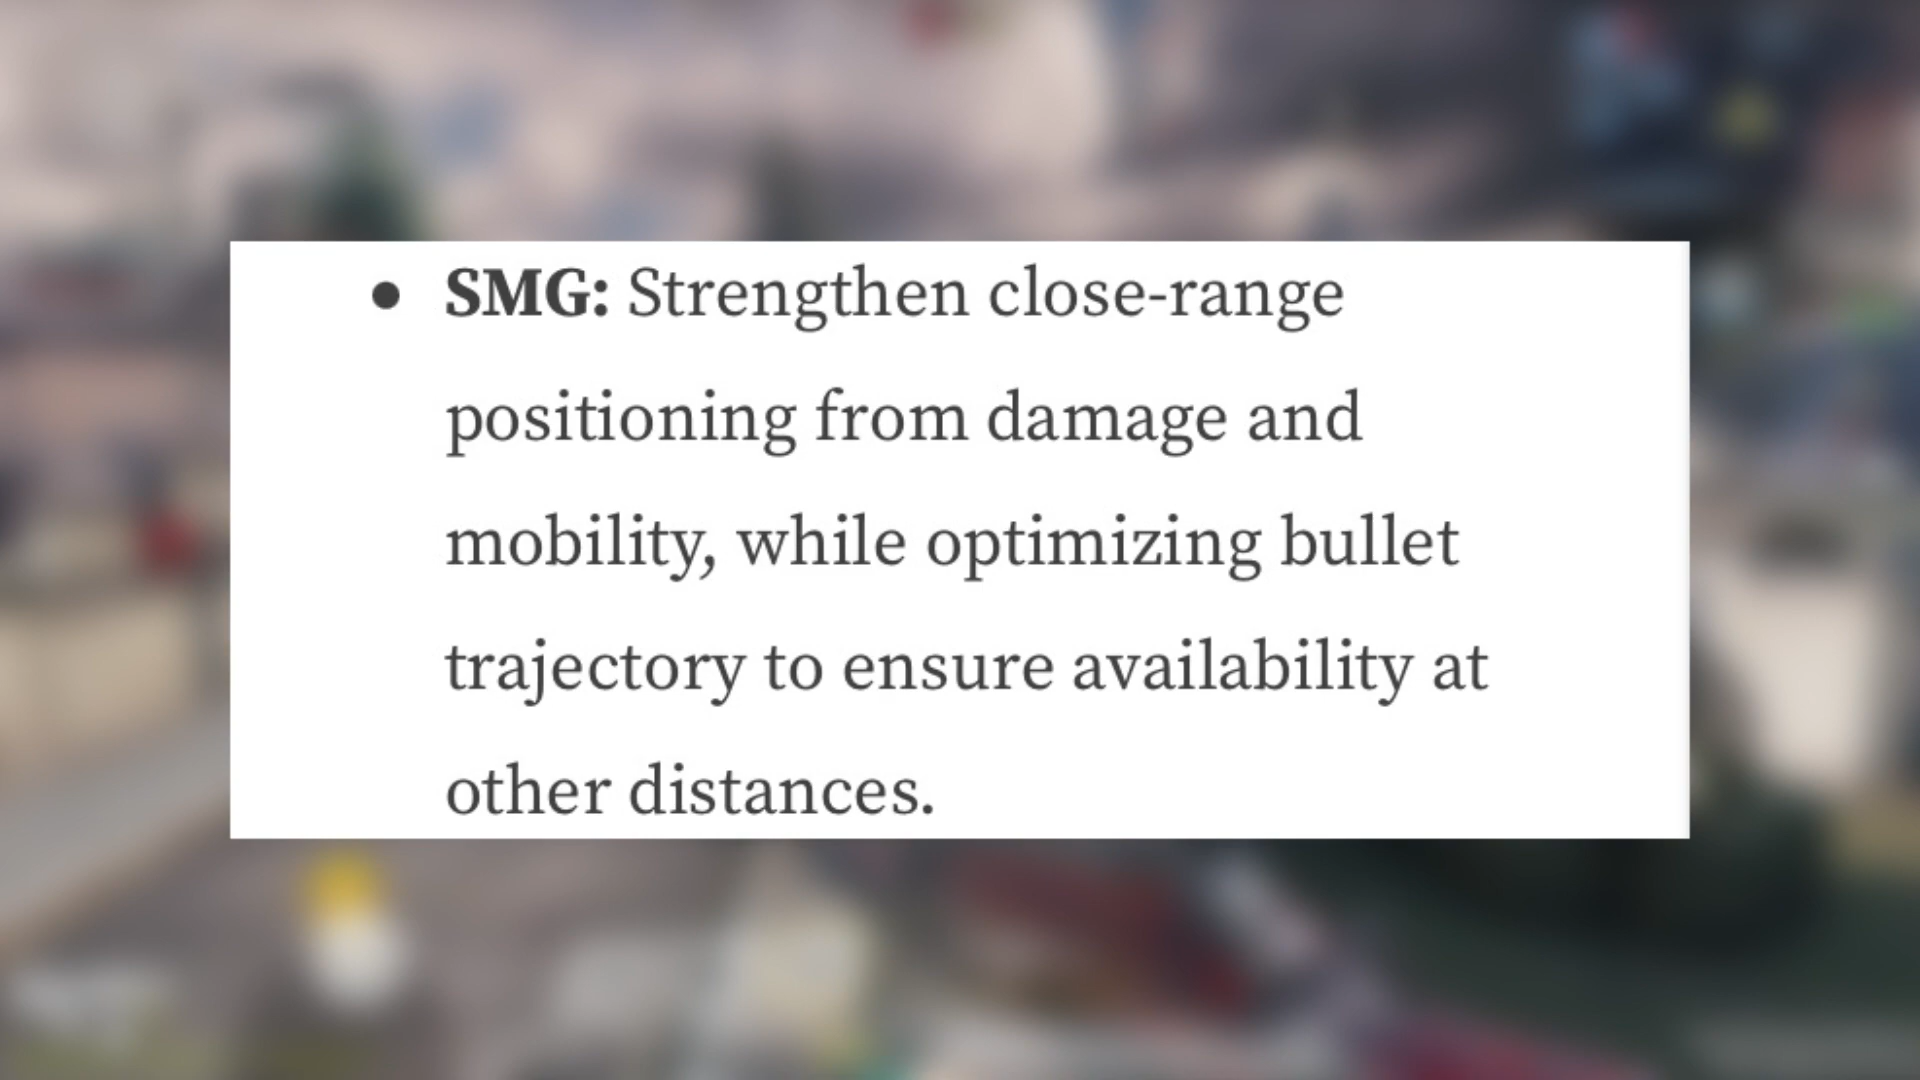 • SMG: Strengthen close-range
positioning from damage and
mobility, while optimizing bullet
trajectory to ensure availability at
other distances.